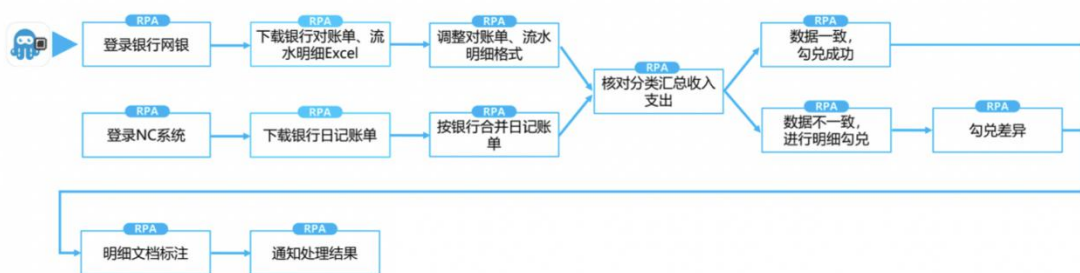 RPA
登录银行网银
RPA
下载银行对账单、流
水明细Excel
RPA
调整对账单、流水
明细格式
RPA
数据一致，
勾兑成功
RPA
核对分类汇总收入
支出
RPA
登录NC系统
RPA
下载银行日记账单
RPA
按银行合并日记账
单
RPA
数据不一致，
进行明细勾兑
RPA
勾兑差异
RPA
明细文档标注
RPA
通知处理结果